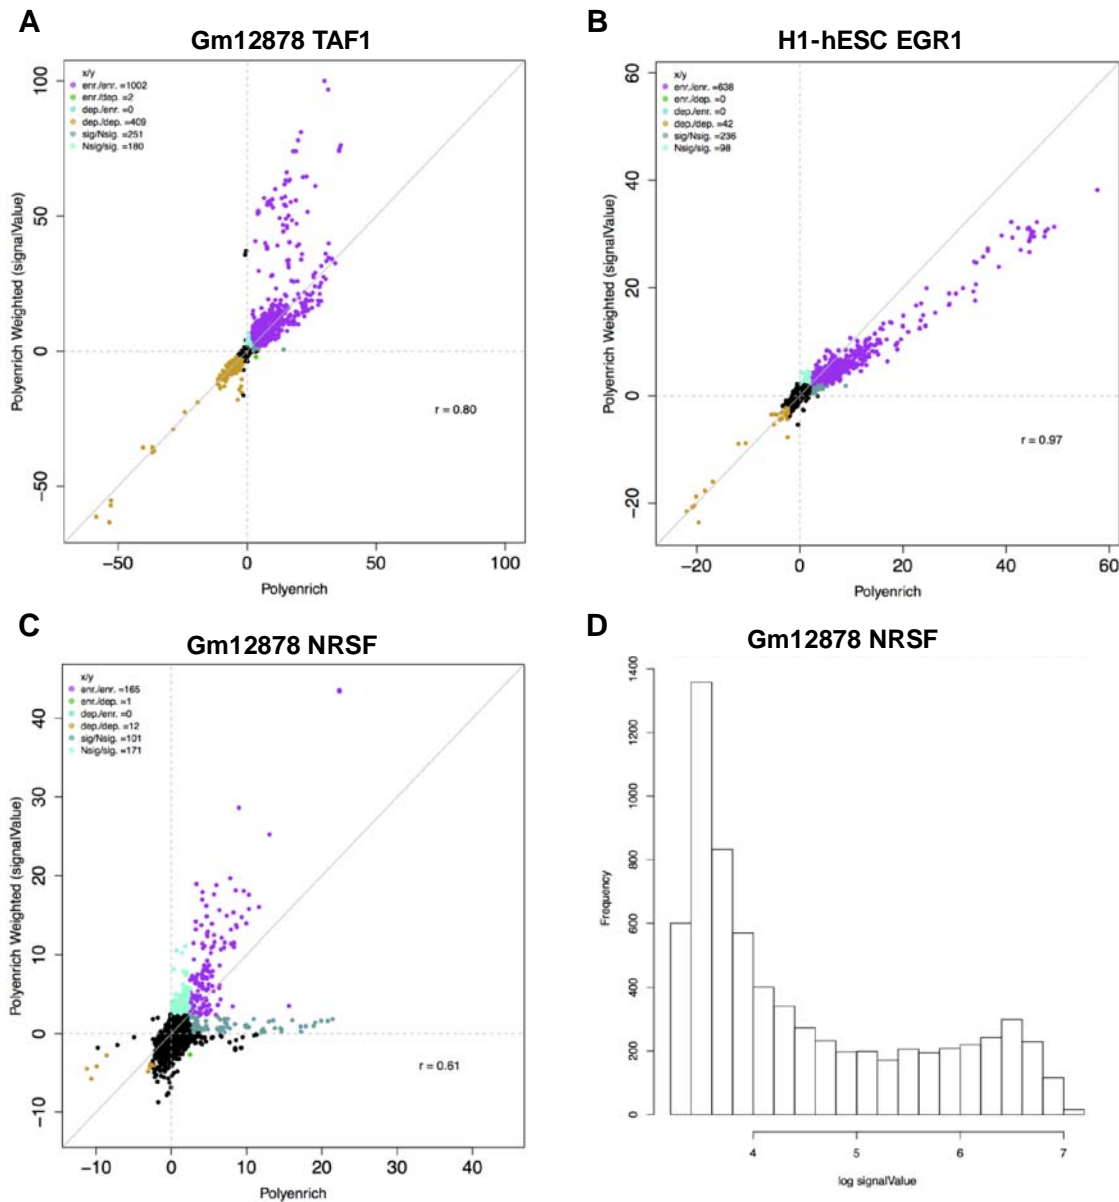 A
Gm12878 TAF1
x/y
enr./enr. =1002
enr./dep. =2
dep./enr. =0
dep./dep. =409
sig/Nsig. =251
Nsig/sig. =180
Polyenrich Weighted (signalValue)
100
50
0
−50
r = 0.80
−50 0 50 100
Polyenrich
B
H1-hESC EGR1
x/y
enr./enr. =638
enr./dep. =0
dep./enr. =0
dep./dep. =42
sig/Nsig. =236
Nsig/sig. =98
Polyenrich Weighted (signalValue)
60
40
20
0
−20
r = 0.97
−20 0 20 40 60
Polyenrich
C
Gm12878 NRSF
x/y
enr./enr. =165
enr./dep. =1
dep./enr. =0
dep./dep. =12
sig/Nsig. =101
Nsig/sig. =171
Polyenrich Weighted (signalValue)
40
30
20
10
0
−10
r = 0.61
−10 0 10 20 30 40
Polyenrich
D
Gm12878 NRSF
Frequency
1400
1200
1000
800
600
400
200
0
4 5 6 7
log signalValue